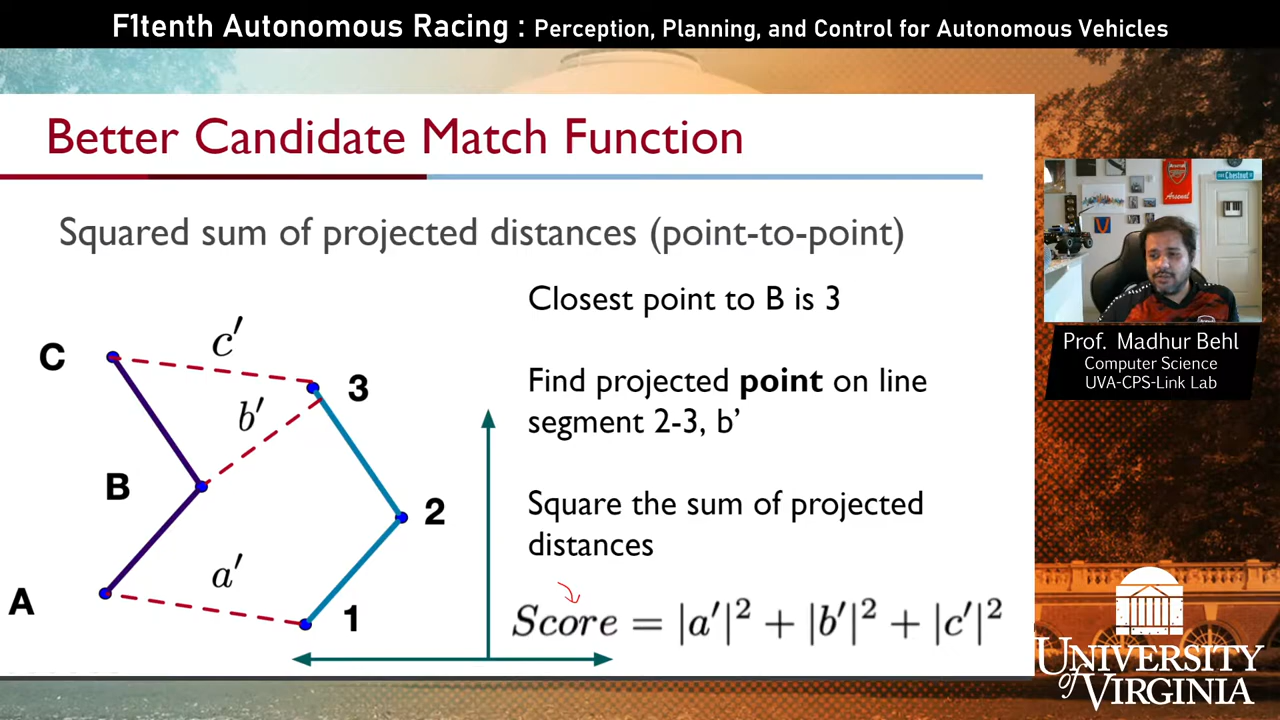 F1tenth Autonomous Racing : Perception, Planning, and Control for Autonomous Vehicles
Better Candidate Match Function
Squared sum of projected distances (point-to-point)
Closest point to B is 3
Find projected point on line
segment 2-3, b’
Square the sum of projected
distances
Score = |a′|² + |b′|² + |c′|²
C
c′
3
b′
B
2
a′
A
1
Chestnut
Arsenal
Prof. Madhur Behl
Computer Science
UVA-CPS-Link Lab
UNIVERSITY
of VIRGINIA